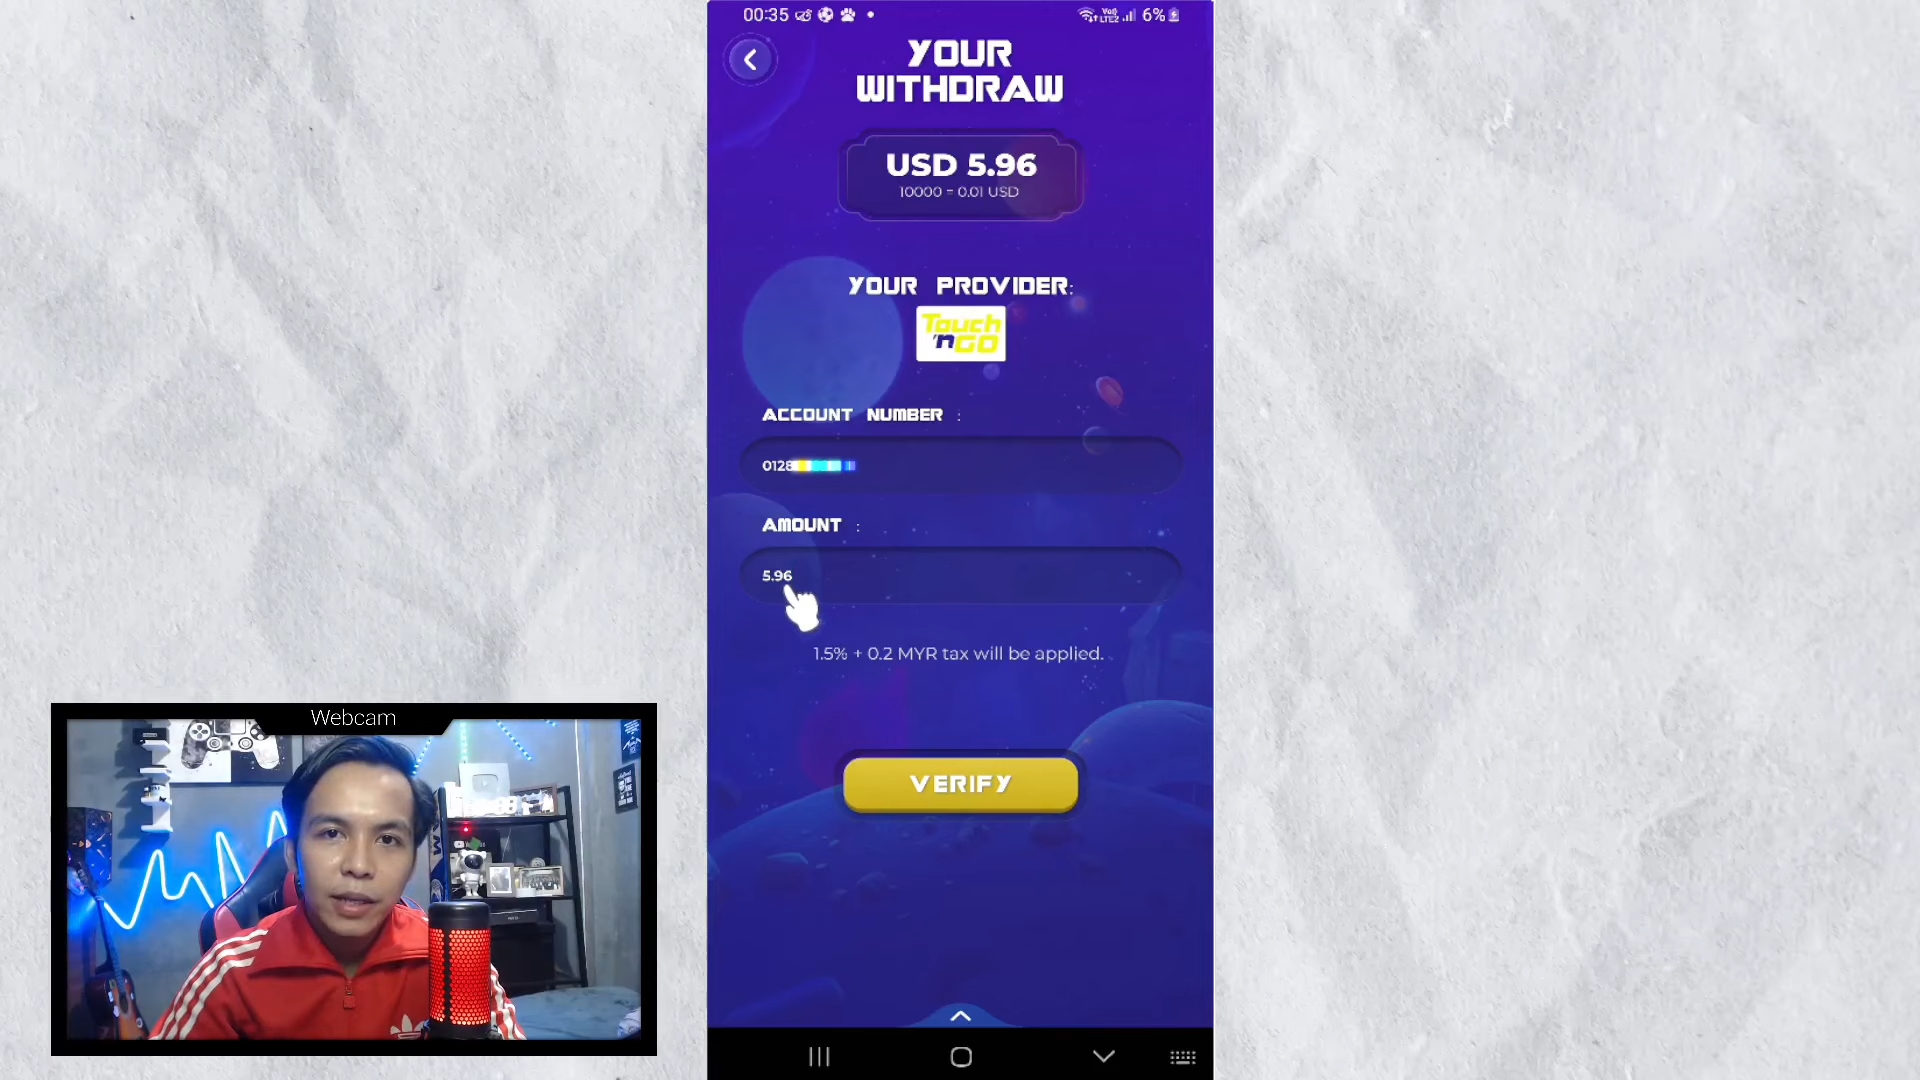 00:35
6%
YOUR
WITHDRAW
USD 5.96
10000 = 0.01 USD
YOUR PROVIDER:
Touch
'n GO
ACCOUNT NUMBER :
0128
AMOUNT :
5.96
1.5% + 0.2 MYR tax will be applied.
VERIFY
Webcam